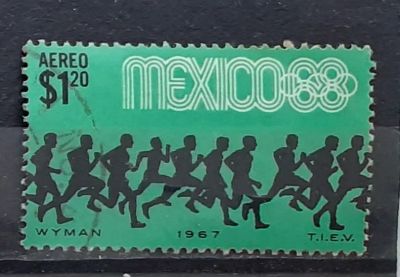 AEREO
$1.20
MEXICO68
WYMAN 1967 T.I.E.V.